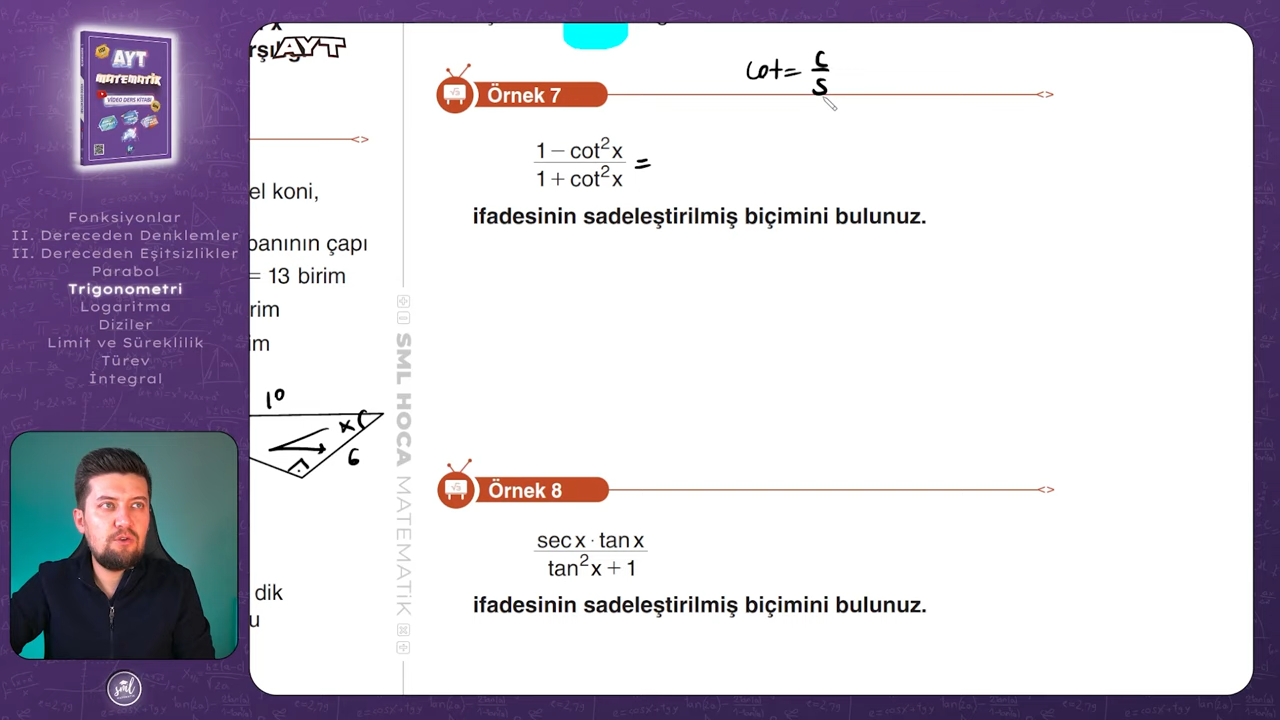 AYT
MATEMATİK
VİDEO DERS KİTABI
Fonksiyonlar
II. Dereceden Denklemler
II. Dereceden Eşitsizlikler
Parabol
Trigonometri
Logaritma
Diziler
Limit ve Süreklilik
Türev
İntegral
sml
AYT
el koni,
banının çapı
= 13 birim
rim
im
10
x
6
dik
u
SML HOCA MATEMATİK
cot = c/s
Örnek 7
1 − cot²x
1 + cot²x
=
ifadesinin sadeleştirilmiş biçimini bulunuz.
Örnek 8
sec x · tan x
tan²x + 1
ifadesinin sadeleştirilmiş biçimini bulunuz.